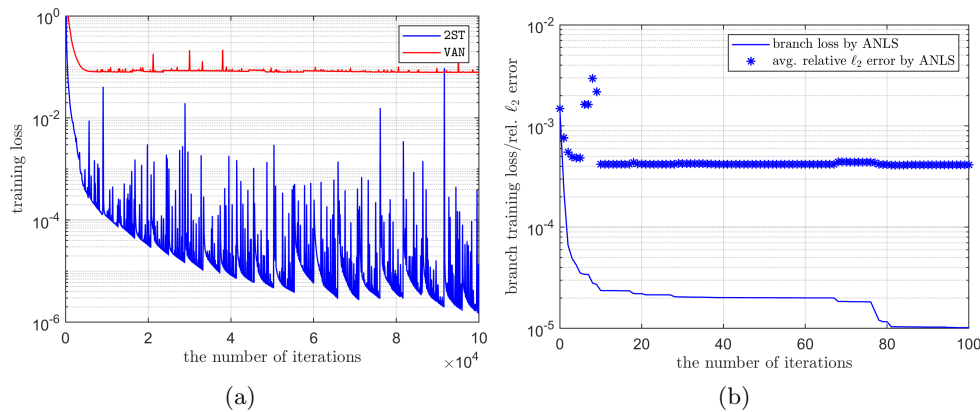 10^0
10^-2
10^-4
10^-6
training loss
2ST
VAN
0
2
4
6
8
10
×10^4
the number of iterations
(a)
10^-2
10^-3
10^-4
10^-5
branch training loss/rel. ℓ2 error
branch loss by ANLS
avg. relative ℓ2 error by ANLS
0
20
40
60
80
100
the number of iterations
(b)